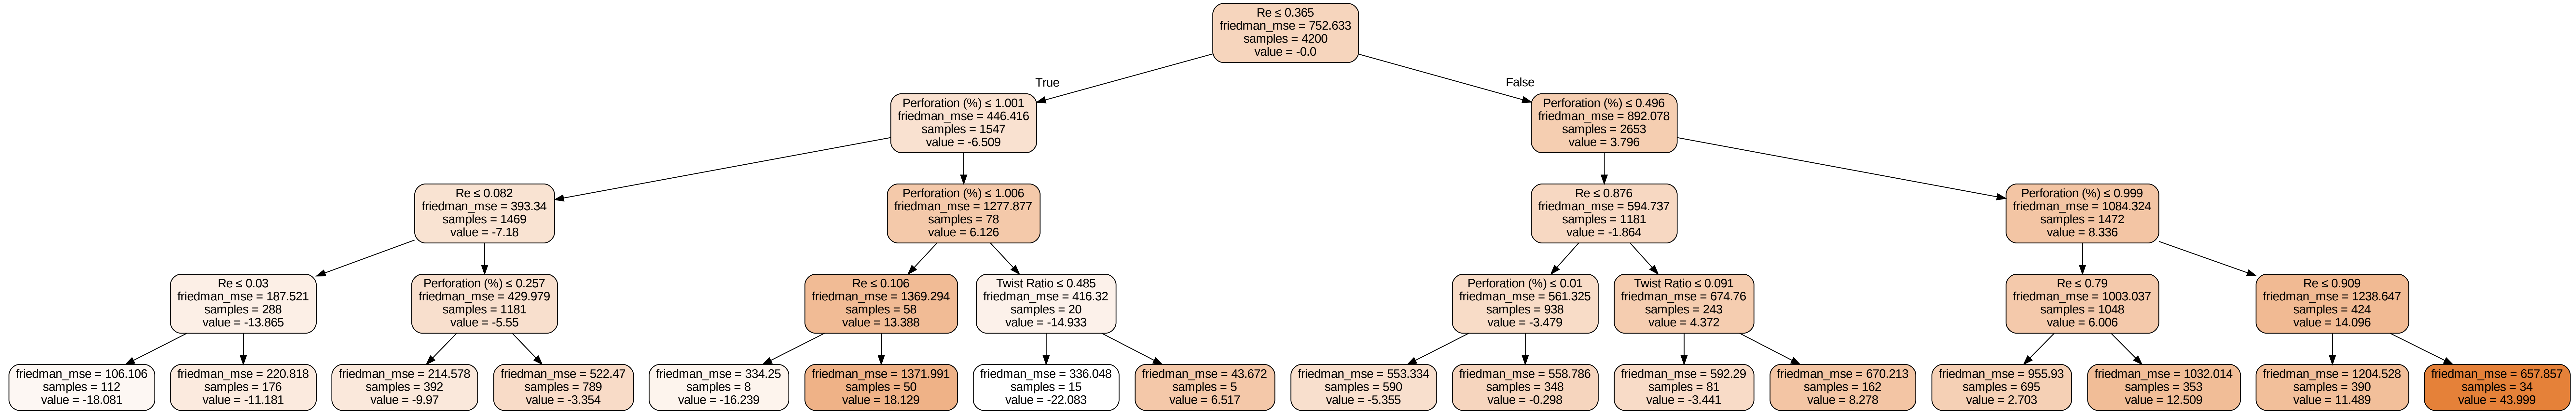 Re ≤ 0.365
friedman_mse = 752.633
samples = 4200
value = -0.0
True
False
Perforation (%) ≤ 1.001
friedman_mse = 446.416
samples = 1547
value = -6.509
Perforation (%) ≤ 0.496
friedman_mse = 892.078
samples = 2653
value = 3.796
Re ≤ 0.082
friedman_mse = 393.34
samples = 1469
value = -7.18
Perforation (%) ≤ 1.006
friedman_mse = 1277.877
samples = 78
value = 6.126
Re ≤ 0.876
friedman_mse = 594.737
samples = 1181
value = -1.864
Perforation (%) ≤ 0.999
friedman_mse = 1084.324
samples = 1472
value = 8.336
Re ≤ 0.03
friedman_mse = 187.521
samples = 288
value = -13.865
Perforation (%) ≤ 0.257
friedman_mse = 429.979
samples = 1181
value = -5.55
Re ≤ 0.106
friedman_mse = 1369.294
samples = 58
value = 13.388
Twist Ratio ≤ 0.485
friedman_mse = 416.32
samples = 20
value = -14.933
Perforation (%) ≤ 0.01
friedman_mse = 561.325
samples = 938
value = -3.479
Twist Ratio ≤ 0.091
friedman_mse = 674.76
samples = 243
value = 4.372
Re ≤ 0.79
friedman_mse = 1003.037
samples = 1048
value = 6.006
Re ≤ 0.909
friedman_mse = 1238.647
samples = 424
value = 14.096
friedman_mse = 106.106
samples = 112
value = -18.081
friedman_mse = 220.818
samples = 176
value = -11.181
friedman_mse = 214.578
samples = 392
value = -9.97
friedman_mse = 522.47
samples = 789
value = -3.354
friedman_mse = 334.25
samples = 8
value = -16.239
friedman_mse = 1371.991
samples = 50
value = 18.129
friedman_mse = 336.048
samples = 15
value = -22.083
friedman_mse = 43.672
samples = 5
value = 6.517
friedman_mse = 553.334
samples = 590
value = -5.355
friedman_mse = 558.786
samples = 348
value = -0.298
friedman_mse = 592.29
samples = 81
value = -3.441
friedman_mse = 670.213
samples = 162
value = 8.278
friedman_mse = 955.93
samples = 695
value = 2.703
friedman_mse = 1032.014
samples = 353
value = 12.509
friedman_mse = 1204.528
samples = 390
value = 11.489
friedman_mse = 657.857
samples = 34
value = 43.999